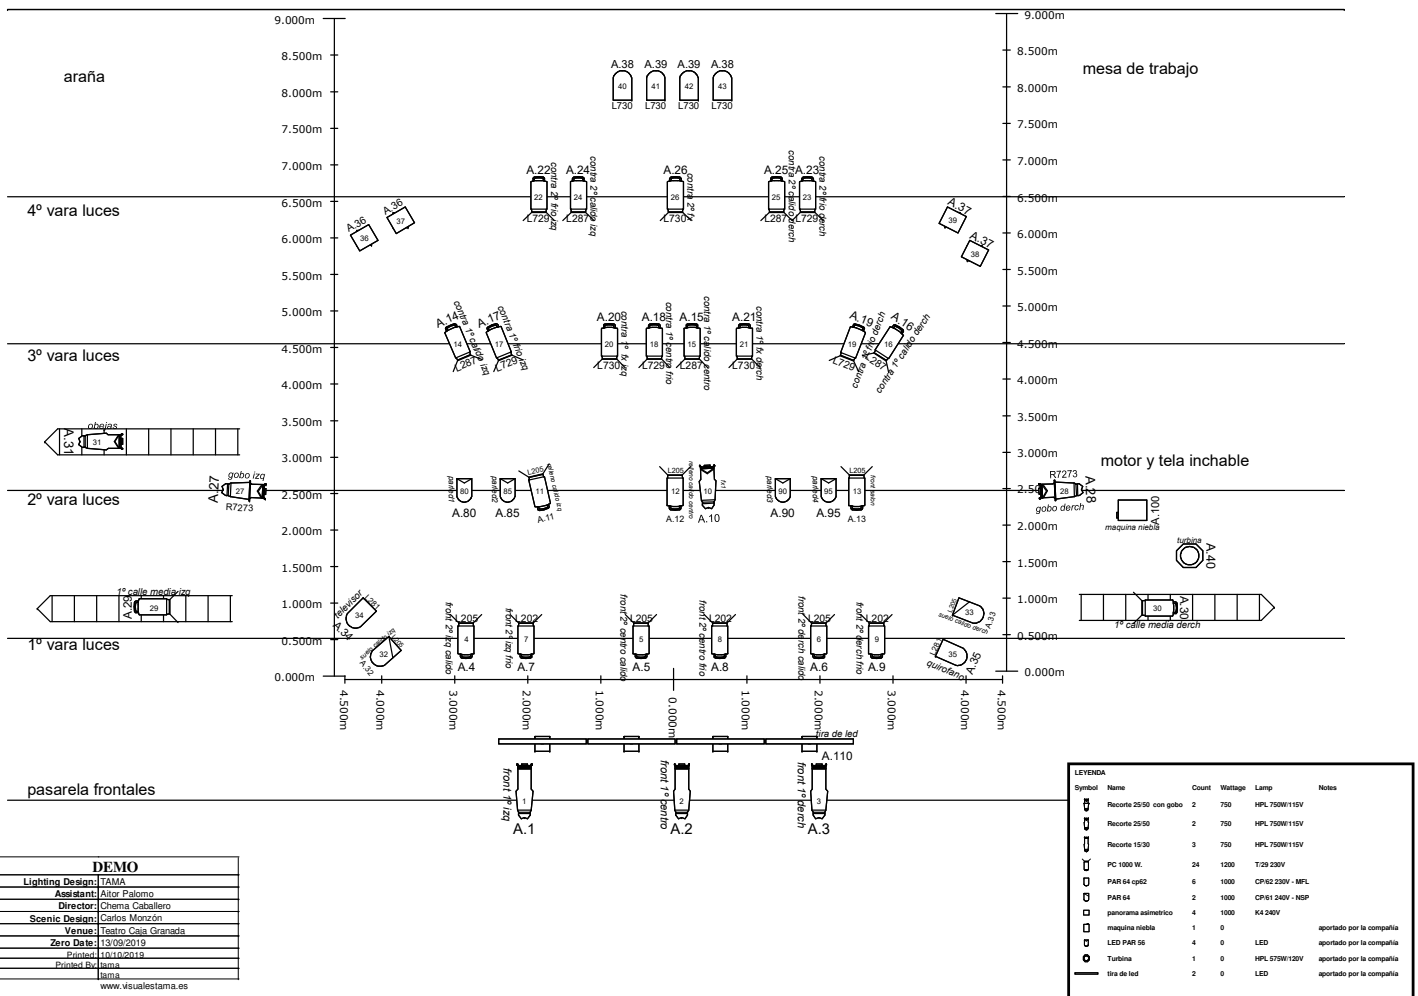 9.000m
9.000m
8.500m
8.500m
8.000m
8.000m
7.500m
7.500m
7.000m
7.000m
6.500m
6.500m
6.000m
6.000m
5.500m
5.500m
5.000m
5.000m
4.500m
4.500m
4.000m
4.000m
3.500m
3.500m
3.000m
3.000m
2.500m
2.500m
2.000m
2.000m
1.500m
1.500m
1.000m
1.000m
0.500m
0.500m
0.000m
0.000m
araña
mesa de trabajo
A.38 A.39 A.39 A.38
40 41 42 43
L730 L730 L730 L730
4º vara luces
A.22 A.24 A.26 A.25 A.23
22 24 26 25 23
L729 L287 L730 L287 L729
contra 2º frio izq
contra 2º calido izq
contra 2º fx
contra 2º calido derch
contra 2º frio derch
A.36 A.36 A.37 A.37
36 37 39 38
3º vara luces
A.14 A.17 A.20 A.18 A.15 A.21 A.19 A.16
14 17 20 18 15 21 19 16
L287 L729 L730 L729 L287 L730 L729 L287
contra 1º calido izq
contra 1º frio izq
contra 1º fx izq
contra 1º centro frio
contra 1º calido centro
contra 1º fx derch
contra 1º frio derch
contra 1º calido derch
obejas
A.31
31
motor y tela inchable
2º vara luces
gobo izq
A.27
27
R7273
80 85 11 12 10 90 95 13
A.80 A.85 A.11 A.12 A.10 A.90 A.95 A.13
L205 L205 L205
R7273
28
A.28
gobo derch
A.100
maquina niebla
turbina
A.40
1º calle media izq
A.29
29
30
A.30
1º calle media derch
1º vara luces
televisor
L281
34
A.34
suelo calido izq
L205
32
A.32
L205 L202 L205 L202 L205 L202
4 7 5 8 6 9
A.4 A.7 A.5 A.8 A.6 A.9
front 2º izq calido
front 2º izq frio
front 2º centro calido
front 2º centro frio
front 2º derch calido
front 2º derch frio
L205
33
A.33
suelo calido derch
L281
35
A.35
quirofano
4.500m 4.000m 3.000m 2.000m 1.000m 0.000m 1.000m 2.000m 3.000m 4.000m 4.500m
tira de led
A.110
pasarela frontales
front 1º izq
front 1º centro
front 1º derch
1 2 3
A.1 A.2 A.3
DEMO
Lighting Design: TAMA
Assistant: Aitor Palomo
Director: Chema Caballero
Scenic Design: Carlos Monzón
Venue: Teatro Caja Granada
Zero Date: 13/09/2019
Printed: 10/10/2019
Printed By: tama
tama
www.visualestama.es
LEYENDA
Symbol Name Count Wattage Lamp Notes
Recorte 25/50 con gobo 2 750 HPL 750W/115V
Recorte 25/50 2 750 HPL 750W/115V
Recorte 15/30 3 750 HPL 750W/115V
PC 1000 W. 24 1200 T/29 230V
PAR 64 cp62 6 1000 CP/62 230V - MFL
PAR 64 2 1000 CP/61 240V - NSP
panorama asimetrico 4 1000 K4 240V
maquina niebla 1 0 aportado por la compañia
LED PAR 56 4 0 LED aportado por la compañia
Turbina 1 0 HPL 575W/120V aportado por la compañia
tira de led 2 0 LED aportado por la compañia